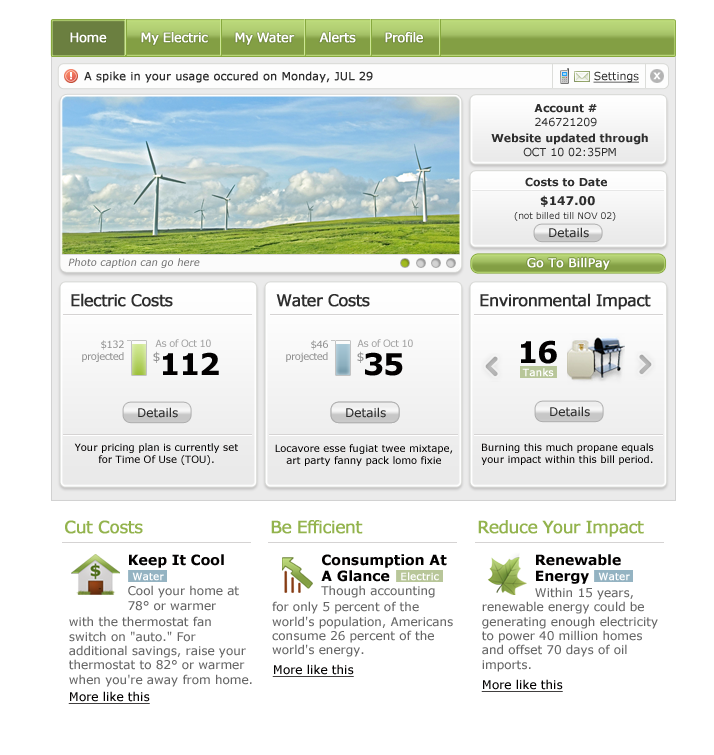 Home My Electric My Water Alerts Profile
A spike in your usage occured on Monday, JUL 29 Settings
Account #
246721209
Website updated through
OCT 10 02:35PM
Costs to Date
$147.00
(not billed till NOV 02)
Details
Photo caption can go here
Go To BillPay
Electric Costs
$132
projected
As of Oct 10
$112
Details
Your pricing plan is currently set
for Time Of Use (TOU).
Water Costs
$46
projected
As of Oct 10
$35
Details
Locavore esse fugiat twee mixtape,
art party fanny pack lomo fixie
Environmental Impact
16
Tanks
Details
Burning this much propane equals
your impact within this bill period.
Cut Costs
$
Keep It Cool
Water
Cool your home at
78° or warmer
with the thermostat fan
switch on "auto." For
additional savings, raise your
thermostat to 82° or warmer
when you're away from home.
More like this
Be Efficient
Consumption At
A Glance Electric
Though accounting
for only 5 percent of the
world's population, Americans
consume 26 percent of the
world's energy.
More like this
Reduce Your Impact
Renewable
Energy Water
Within 15 years,
renewable energy could be
generating enough electricity
to power 40 million homes
and offset 70 days of oil
imports.
More like this